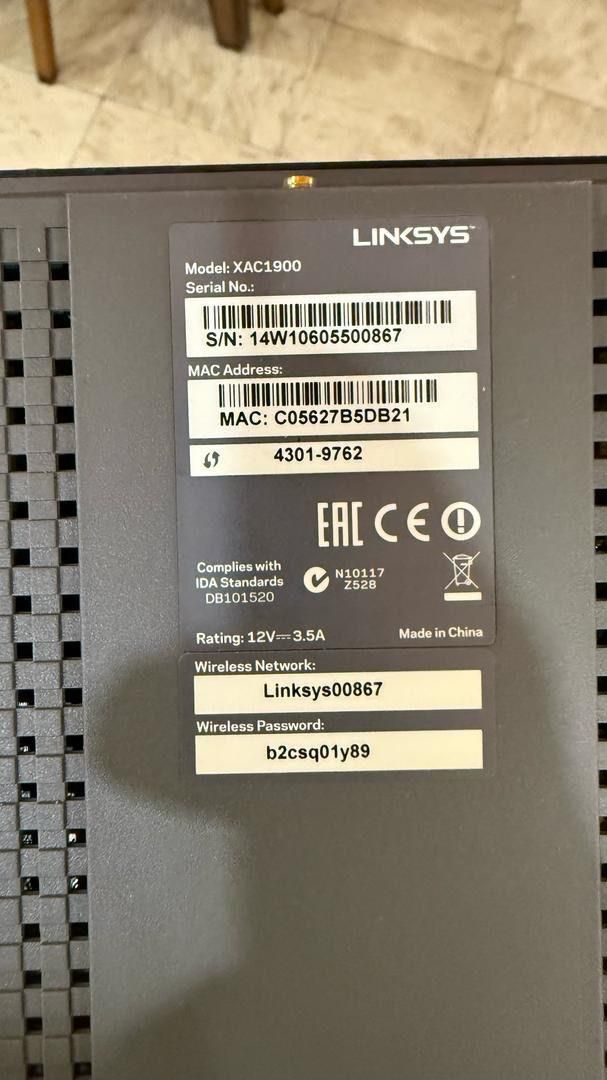 LINKSYS™
Model: XAC1900
Serial No.:
S/N: 14W10605500867
MAC Address:
MAC: C05627B5DB21
4301-9762
EAC CE
Complies with
IDA Standards
DB101520
N10117
Z528
Rating: 12V⎓3.5A
Made in China
Wireless Network:
Linksys00867
Wireless Password:
b2csq01y89